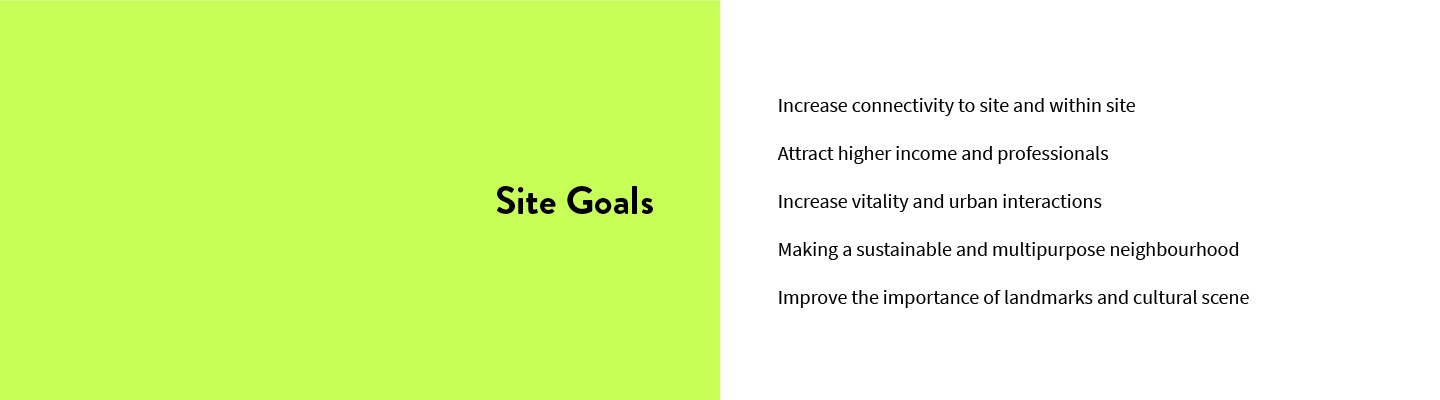 Site Goals
Increase connectivity to site and within site
Attract higher income and professionals
Increase vitality and urban interactions
Making a sustainable and multipurpose neighbourhood
Improve the importance of landmarks and cultural scene